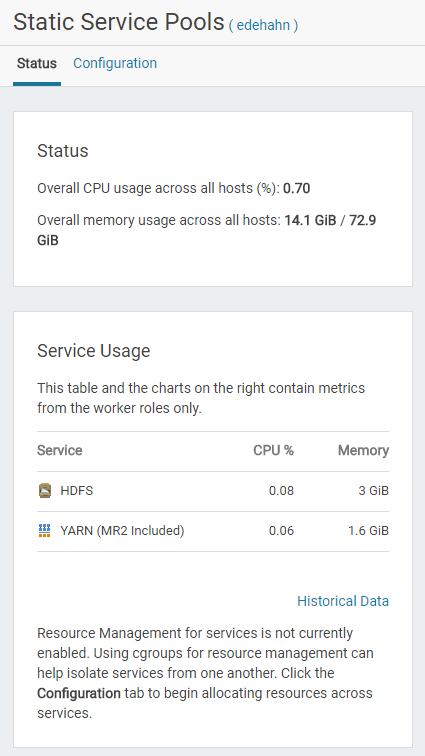 Static Service Pools ( edehahn )
Status Configuration
Status
Overall CPU usage across all hosts (%): 0.70
Overall memory usage across all hosts: 14.1 GiB / 72.9
GiB
Service Usage
This table and the charts on the right contain metrics
from the worker roles only.
Service CPU % Memory
HDFS 0.08 3 GiB
YARN (MR2 Included) 0.06 1.6 GiB
Historical Data
Resource Management for services is not currently
enabled. Using cgroups for resource management can
help isolate services from one another. Click the
Configuration tab to begin allocating resources across
services.